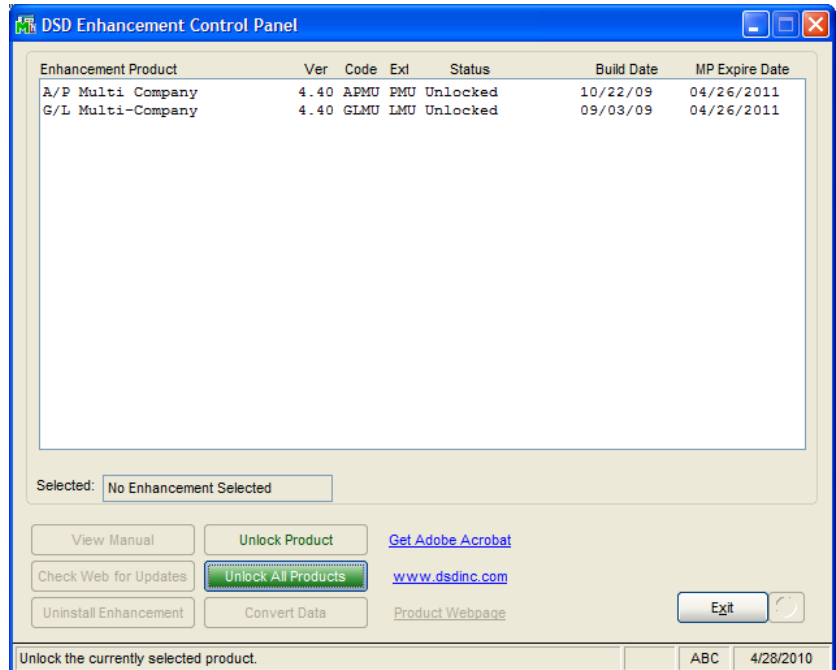 DSD Enhancement Control Panel
Enhancement Product Ver Code Ext Status Build Date MP Expire Date
A/P Multi Company 4.40 APMU PMU Unlocked 10/22/09 04/26/2011
G/L Multi-Company 4.40 GLMU LMU Unlocked 09/03/09 04/26/2011
Selected: No Enhancement Selected
View Manual Unlock Product Get Adobe Acrobat
Check Web for Updates Unlock All Products www.dsdinc.com
Uninstall Enhancement Convert Data Product Webpage Exit
Unlock the currently selected product. ABC 4/28/2010